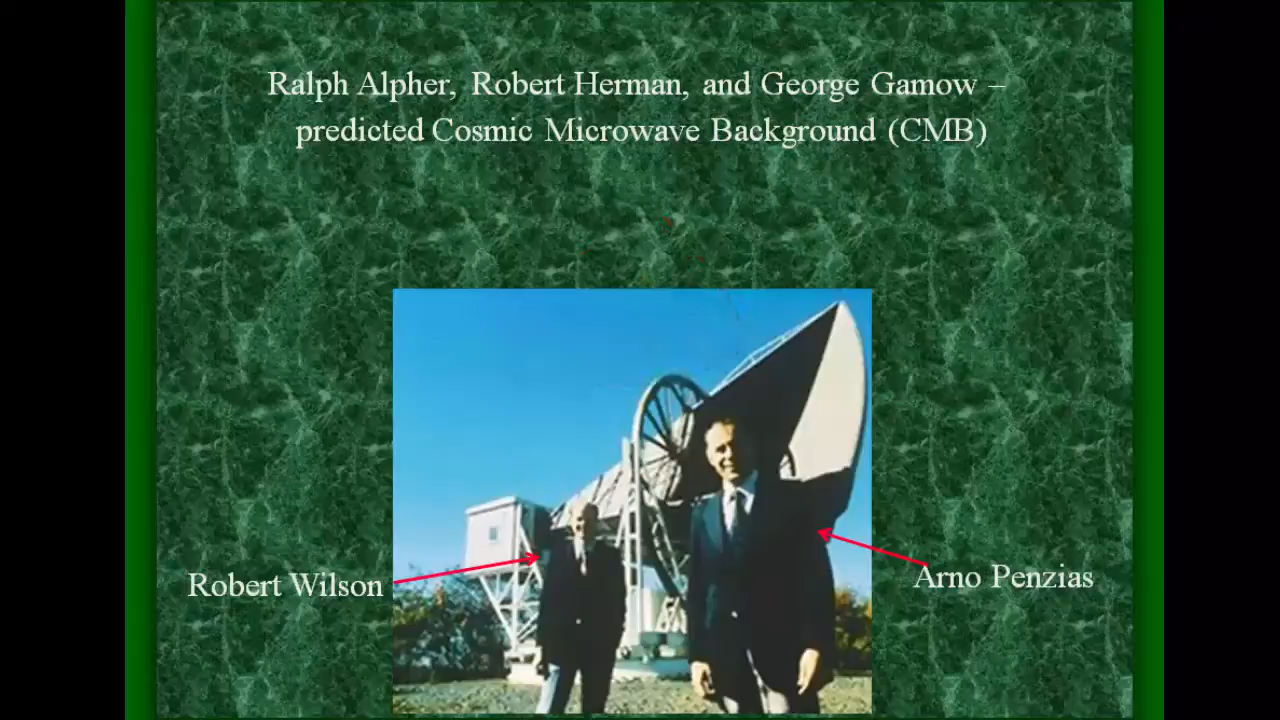 Ralph Alpher, Robert Herman, and George Gamow –
predicted Cosmic Microwave Background (CMB)
Robert Wilson
Arno Penzias